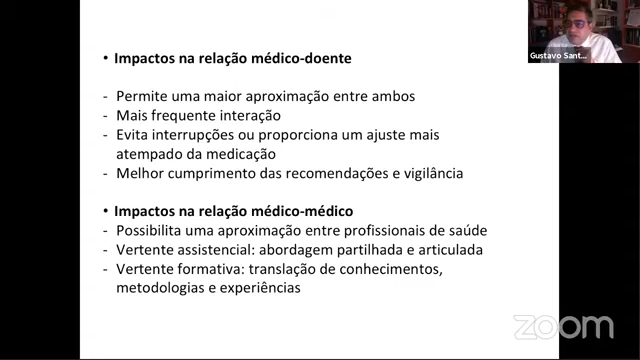 • Impactos na relação médico-doente
- Permite uma maior aproximação entre ambos
- Mais frequente interação
- Evita interrupções ou proporciona um ajuste mais
atempado da medicação
- Melhor cumprimento das recomendações e vigilância
• Impactos na relação médico-médico
- Possibilita uma aproximação entre profissionais de saúde
- Vertente assistencial: abordagem partilhada e articulada
- Vertente formativa: translação de conhecimentos,
metodologias e experiências
Gustavo Sant...
zoom